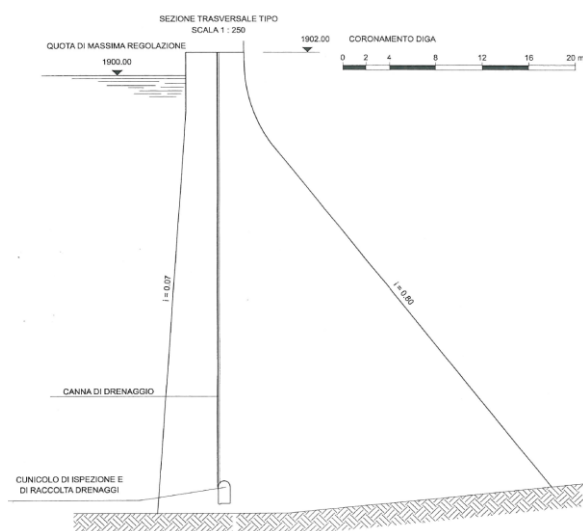 SEZIONE TRASVERSALE TIPO
SCALA 1 : 250
QUOTA DI MASSIMA REGOLAZIONE
1900.00
1902.00
CORONAMENTO DIGA
0 2 4 8 12 16 20 m
i = 0.07
i = 0.80
CANNA DI DRENAGGIO
CUNICOLO DI ISPEZIONE E
DI RACCOLTA DRENAGGI